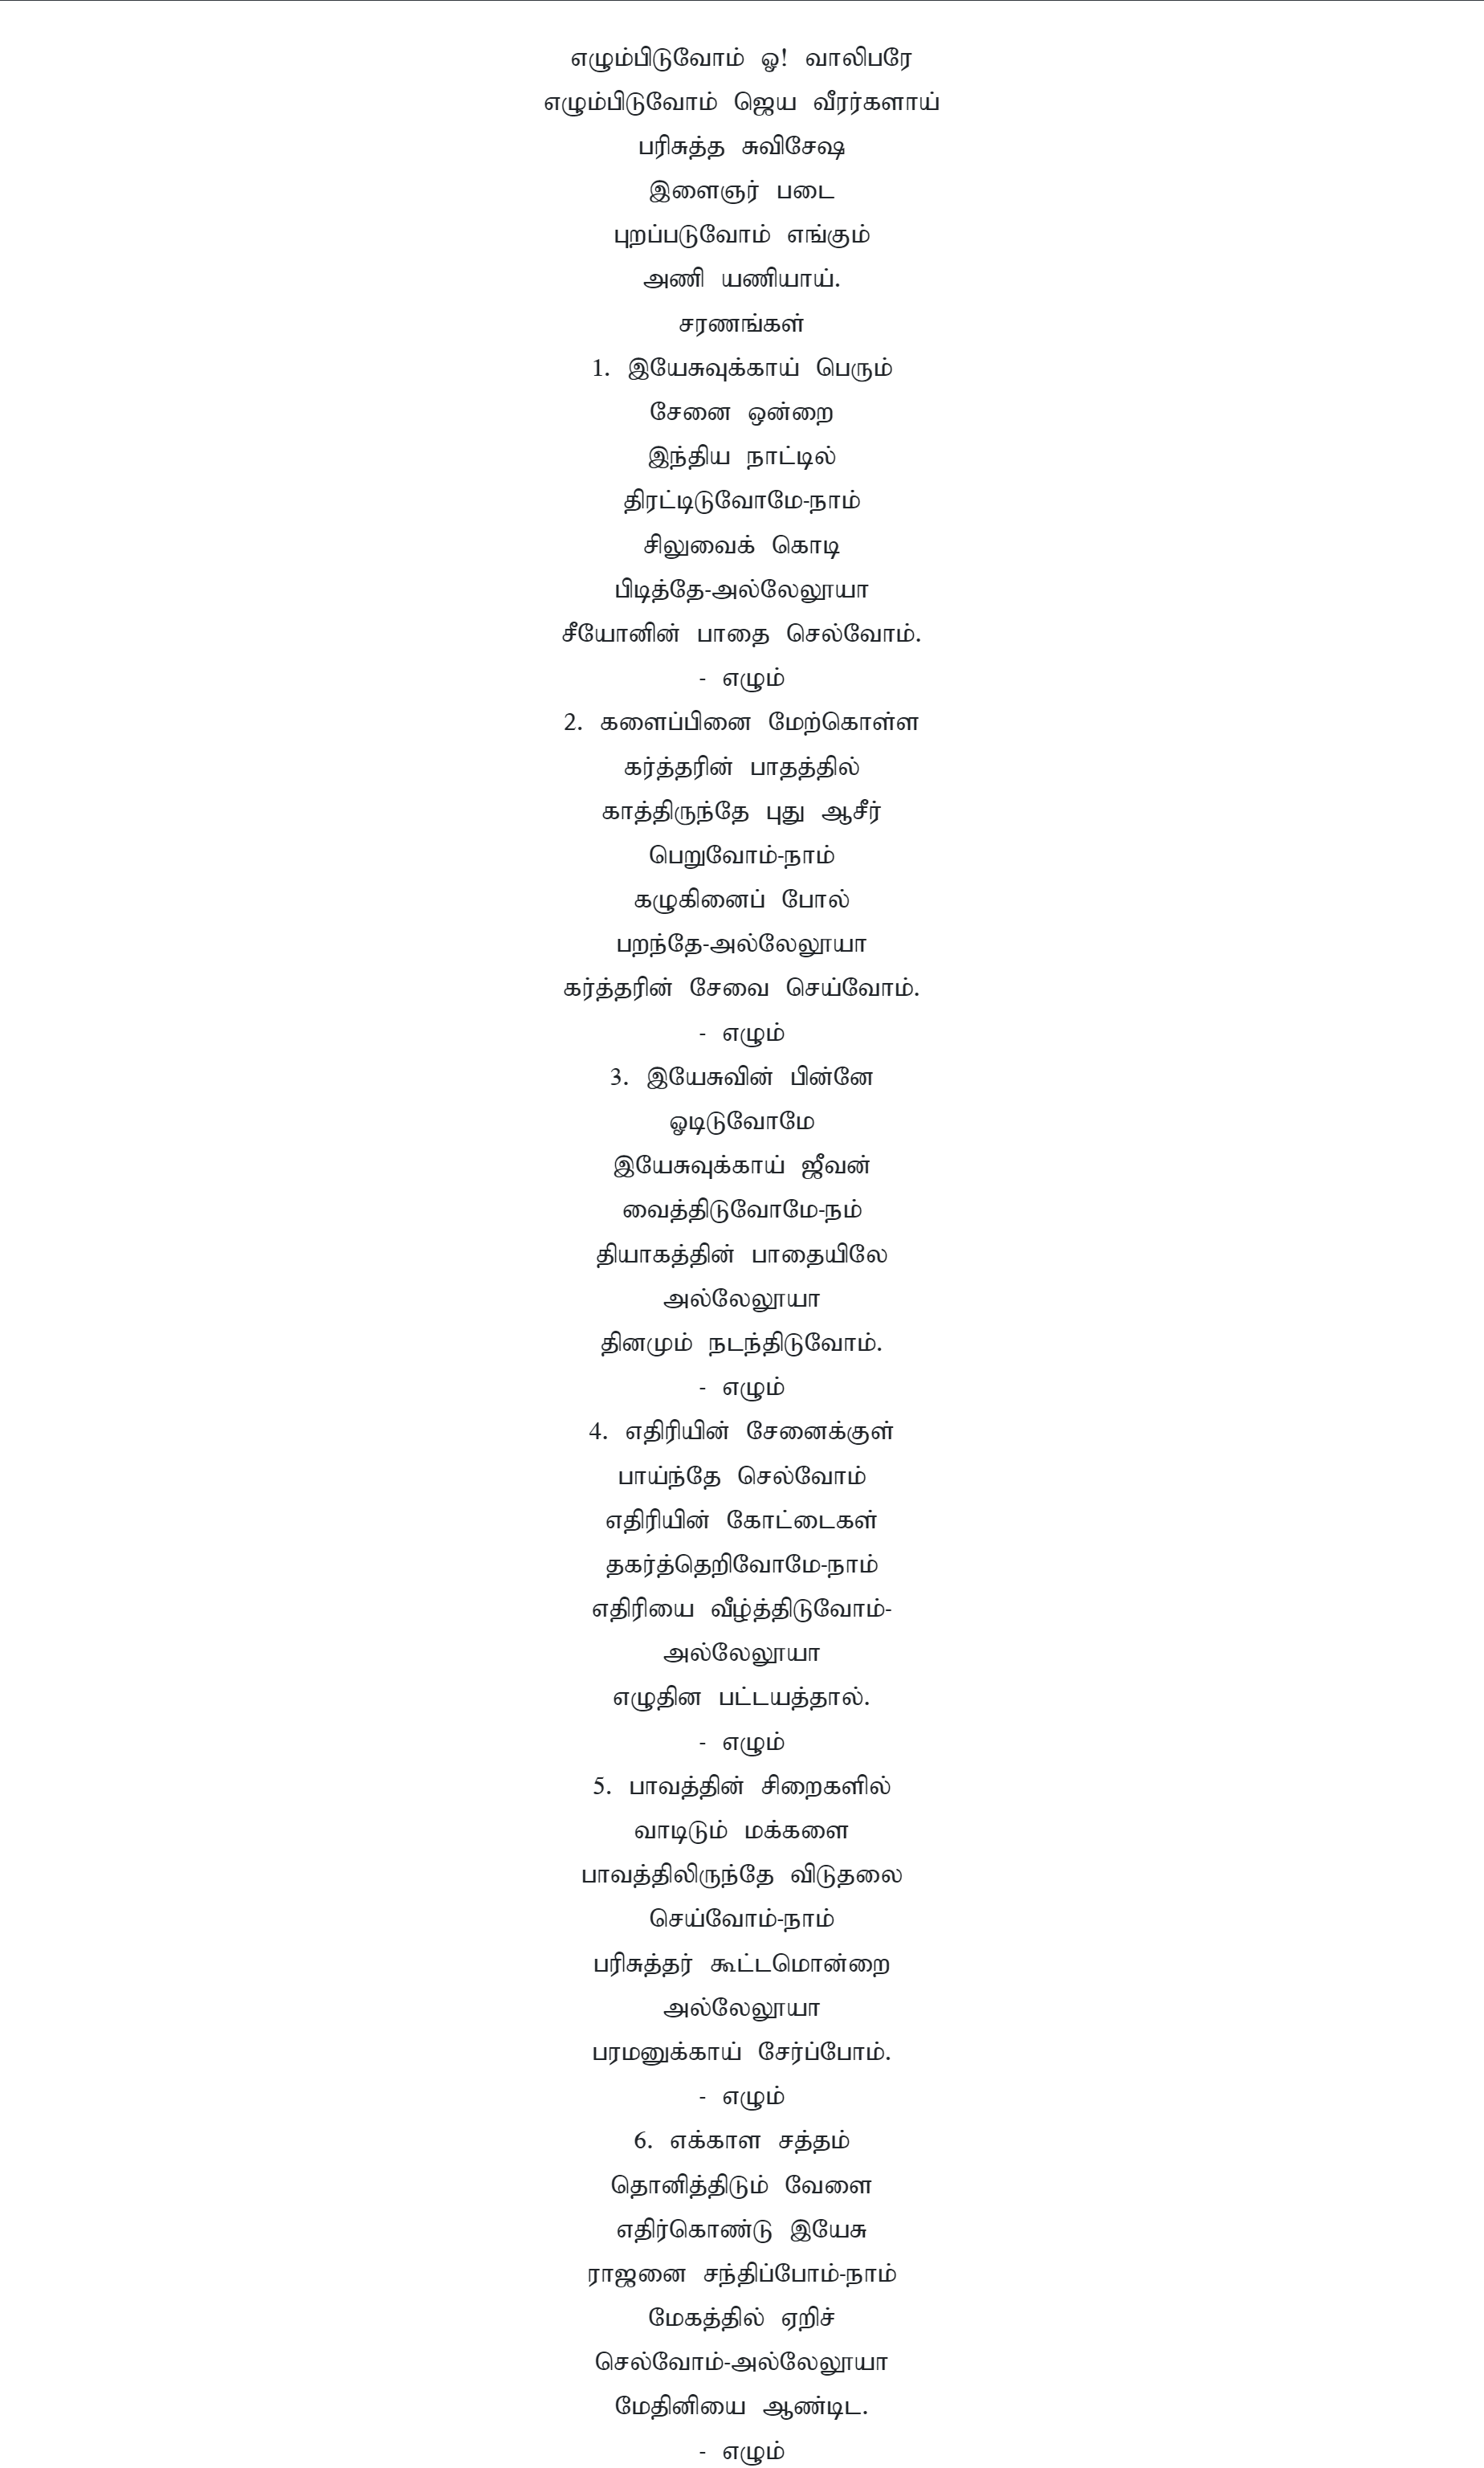 எழும்பிடுவோம் ஓ! வாலிபரே
எழும்பிடுவோம் ஜெய வீரர்களாய்
பரிசுத்த சுவிசேஷ
இளைஞர் படை
புறப்படுவோம் எங்கும்
அணி யணியாய்.
சரணங்கள்
1. இயேசுவுக்காய் பெரும்
சேனை ஒன்றை
இந்திய நாட்டில்
திரட்டிடுவோமே-நாம்
சிலுவைக் கொடி
பிடித்தே-அல்லேலூயா
சீயோனின் பாதை செல்வோம்.
- எழும்
2. களைப்பினை மேற்கொள்ள
கர்த்தரின் பாதத்தில்
காத்திருந்தே புது ஆசீர்
பெறுவோம்-நாம்
கழுகினைப் போல்
பறந்தே-அல்லேலூயா
கர்த்தரின் சேவை செய்வோம்.
- எழும்
3. இயேசுவின் பின்னே
ஓடிடுவோமே
இயேசுவுக்காய் ஜீவன்
வைத்திடுவோமே-நம்
தியாகத்தின் பாதையிலே
அல்லேலூயா
தினமும் நடந்திடுவோம்.
- எழும்
4. எதிரியின் சேனைக்குள்
பாய்ந்தே செல்வோம்
எதிரியின் கோட்டைகள்
தகர்த்தெறிவோமே-நாம்
எதிரியை வீழ்த்திடுவோம்-
அல்லேலூயா
எழுதின பட்டயத்தால்.
- எழும்
5. பாவத்தின் சிறைகளில்
வாடிடும் மக்களை
பாவத்திலிருந்தே விடுதலை
செய்வோம்-நாம்
பரிசுத்தர் கூட்டமொன்றை
அல்லேலூயா
பரமனுக்காய் சேர்ப்போம்.
- எழும்
6. எக்காள சத்தம்
தொனித்திடும் வேளை
எதிர்கொண்டு இயேசு
ராஜனை சந்திப்போம்-நாம்
மேகத்தில் ஏறிச்
செல்வோம்-அல்லேலூயா
மேதினியை ஆண்டிட.
- எழும்